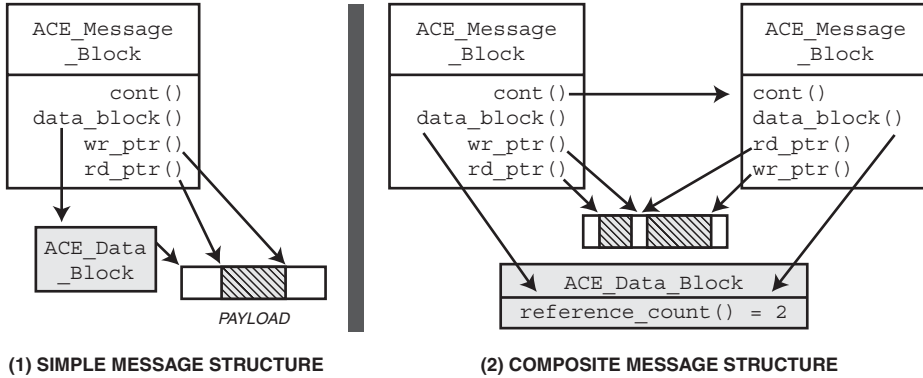 ACE_Message
_Block
cont()
data_block()
wr_ptr()
rd_ptr()
ACE_Data
_Block
PAYLOAD
(1) SIMPLE MESSAGE STRUCTURE
ACE_Message
_Block
cont()
data_block()
wr_ptr()
rd_ptr()
ACE_Message
_Block
cont()
data_block()
rd_ptr()
wr_ptr()
ACE_Data_Block
reference_count() = 2
(2) COMPOSITE MESSAGE STRUCTURE